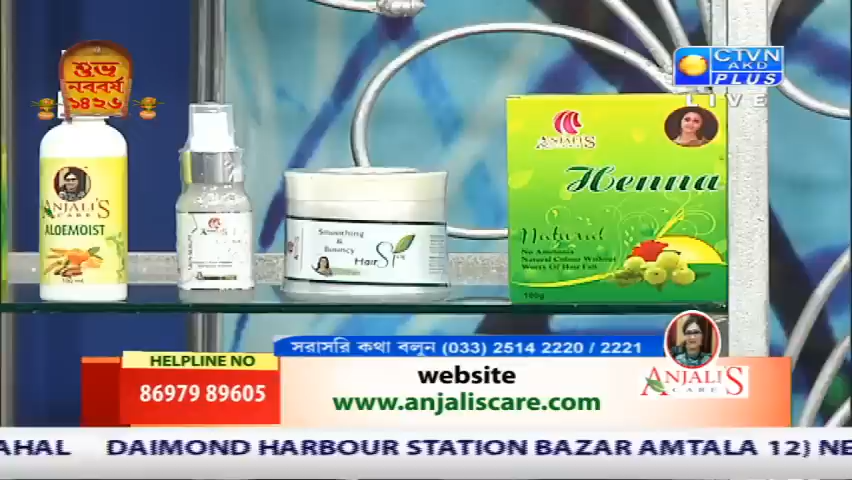 শুভ
নববর্ষ
১৪২৬
CTVN
AKD
PLUS
LIVE
ANJALI'S
CARE
ALOEMOIST
Smoothing
&
Bouncy
Hair
ANJALI'S
Henna
Natural
No Ammonia
Natural Colour Without
Worry Of Hair Fall
সরাসরি কথা বলুন (033) 2514 2220 / 2221
HELPLINE NO
86979 89605
website
www.anjaliscare.com
ANJALI'S
CARE
AHAL DAIMOND HARBOUR STATION BAZAR AMTALA 12) NE